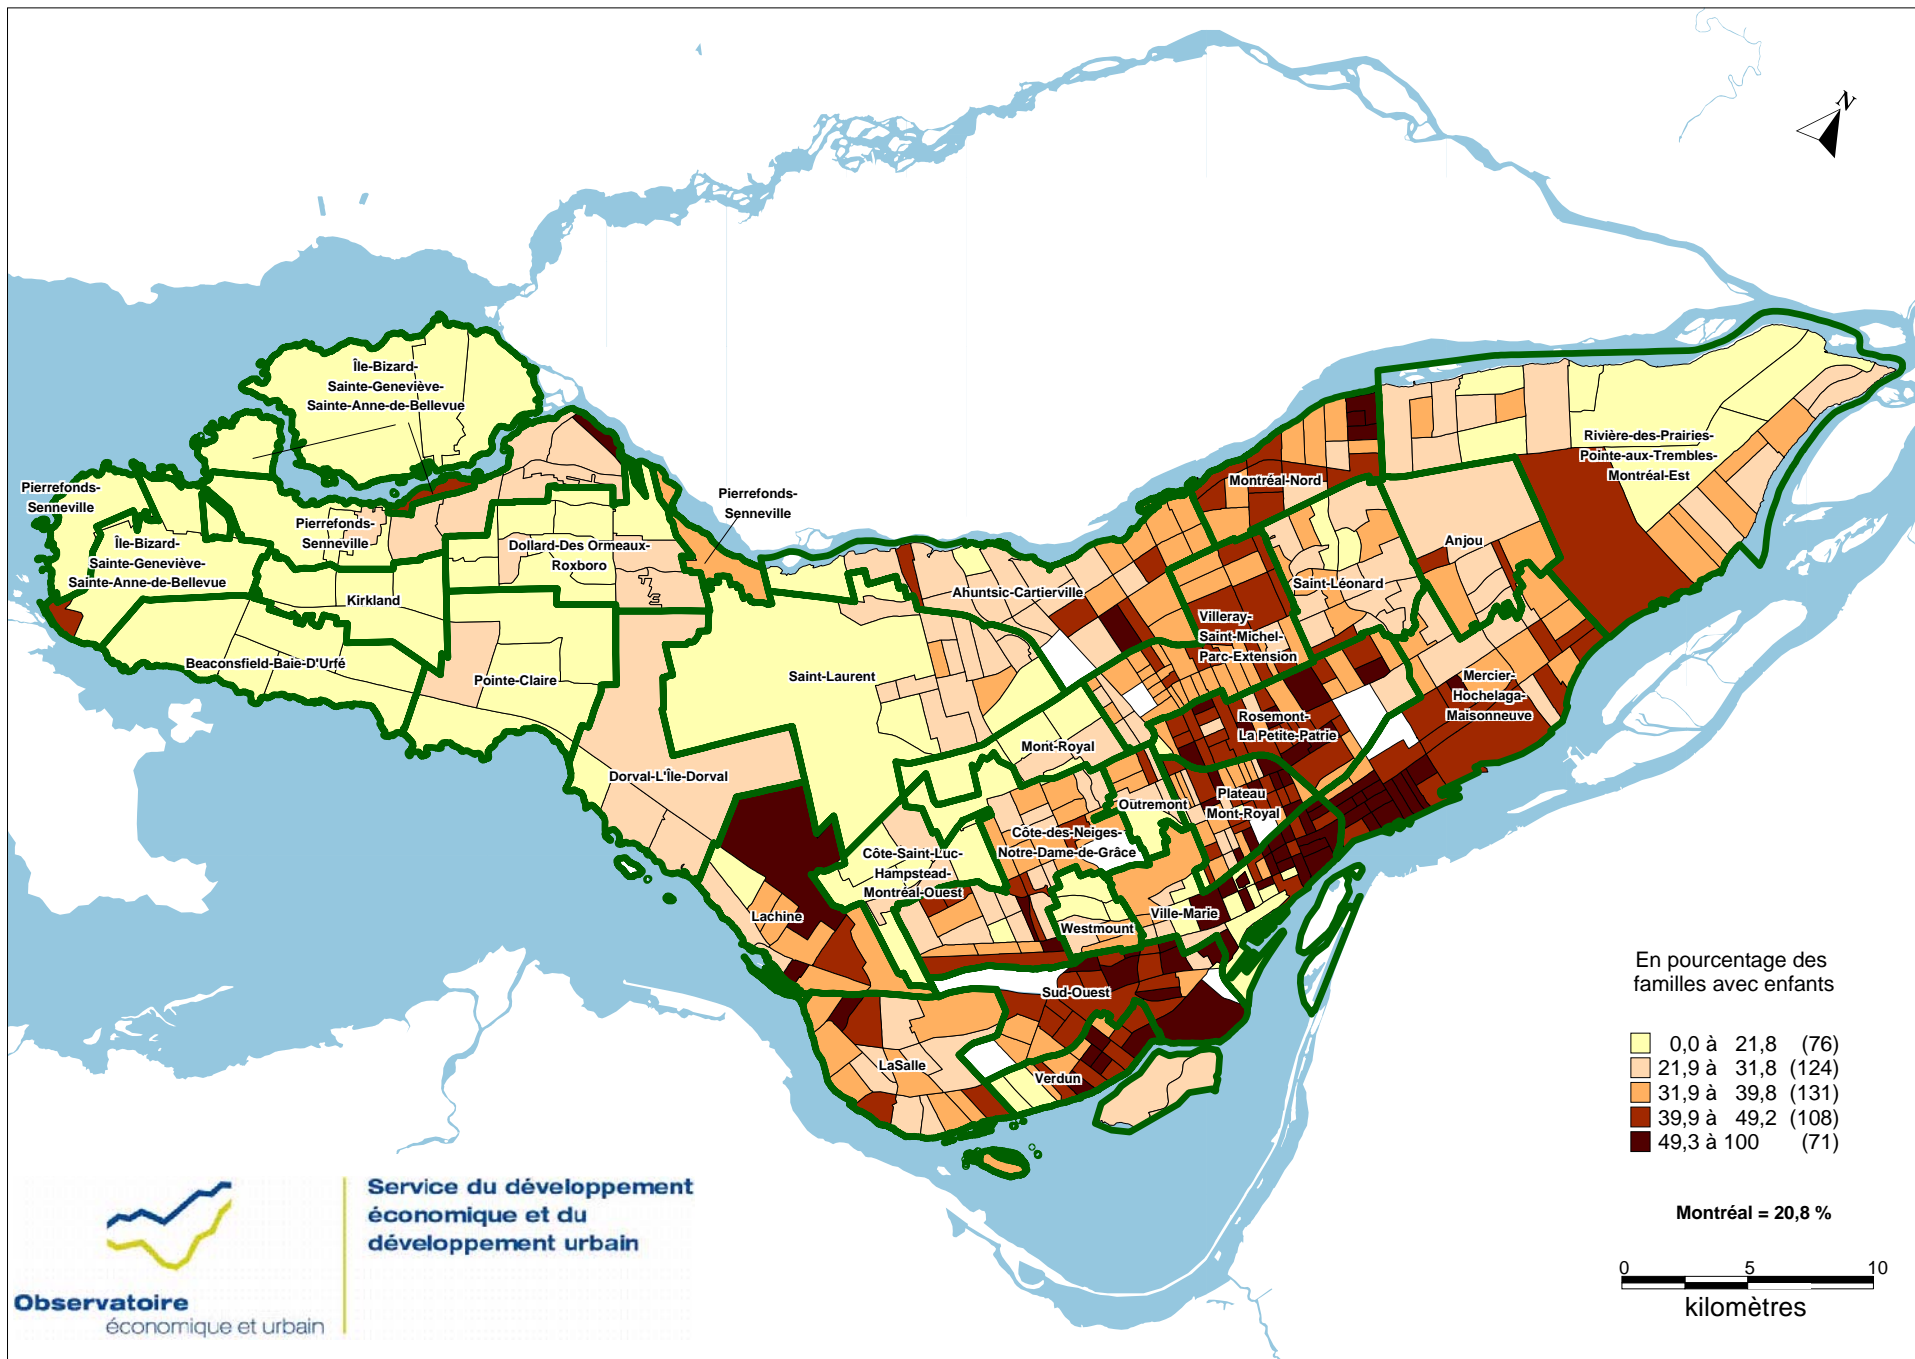 N
Île-Bizard-
Sainte-Geneviève-
Sainte-Anne-de-Bellevue
Pierrefonds-
Senneville
Pierrefonds-
Senneville
Pierrefonds-
Senneville
Île-Bizard-
Sainte-Geneviève-
Sainte-Anne-de-Bellevue
Dollard-Des Ormeaux-
Roxboro
Kirkland
Beaconsfield-Baie-D'Urfé
Pointe-Claire
Dorval-L'Île-Dorval
Saint-Laurent
Ahuntsic-Cartierville
Montréal-Nord
Rivière-des-Prairies-
Pointe-aux-Trembles-
Montréal-Est
Anjou
Saint-Léonard
Villeray-
Saint-Michel-
Parc-Extension
Mercier-
Hochelaga-
Maisonneuve
Rosemont-
La Petite-Patrie
Mont-Royal
Outremont
Plateau
Mont-Royal
Côte-des-Neiges-
Notre-Dame-de-Grâce
Côte-Saint-Luc-
Hampstead-
Montréal-Ouest
Lachine
Westmount
Ville-Marie
Sud-Ouest
LaSalle
Verdun
En pourcentage des
familles avec enfants
0,0 à 21,8 (76)
21,9 à 31,8 (124)
31,9 à 39,8 (131)
39,9 à 49,2 (108)
49,3 à 100 (71)
Montréal = 20,8 %
0 5 10
kilomètres
Service du développement
économique et du
développement urbain
Observatoire
économique et urbain